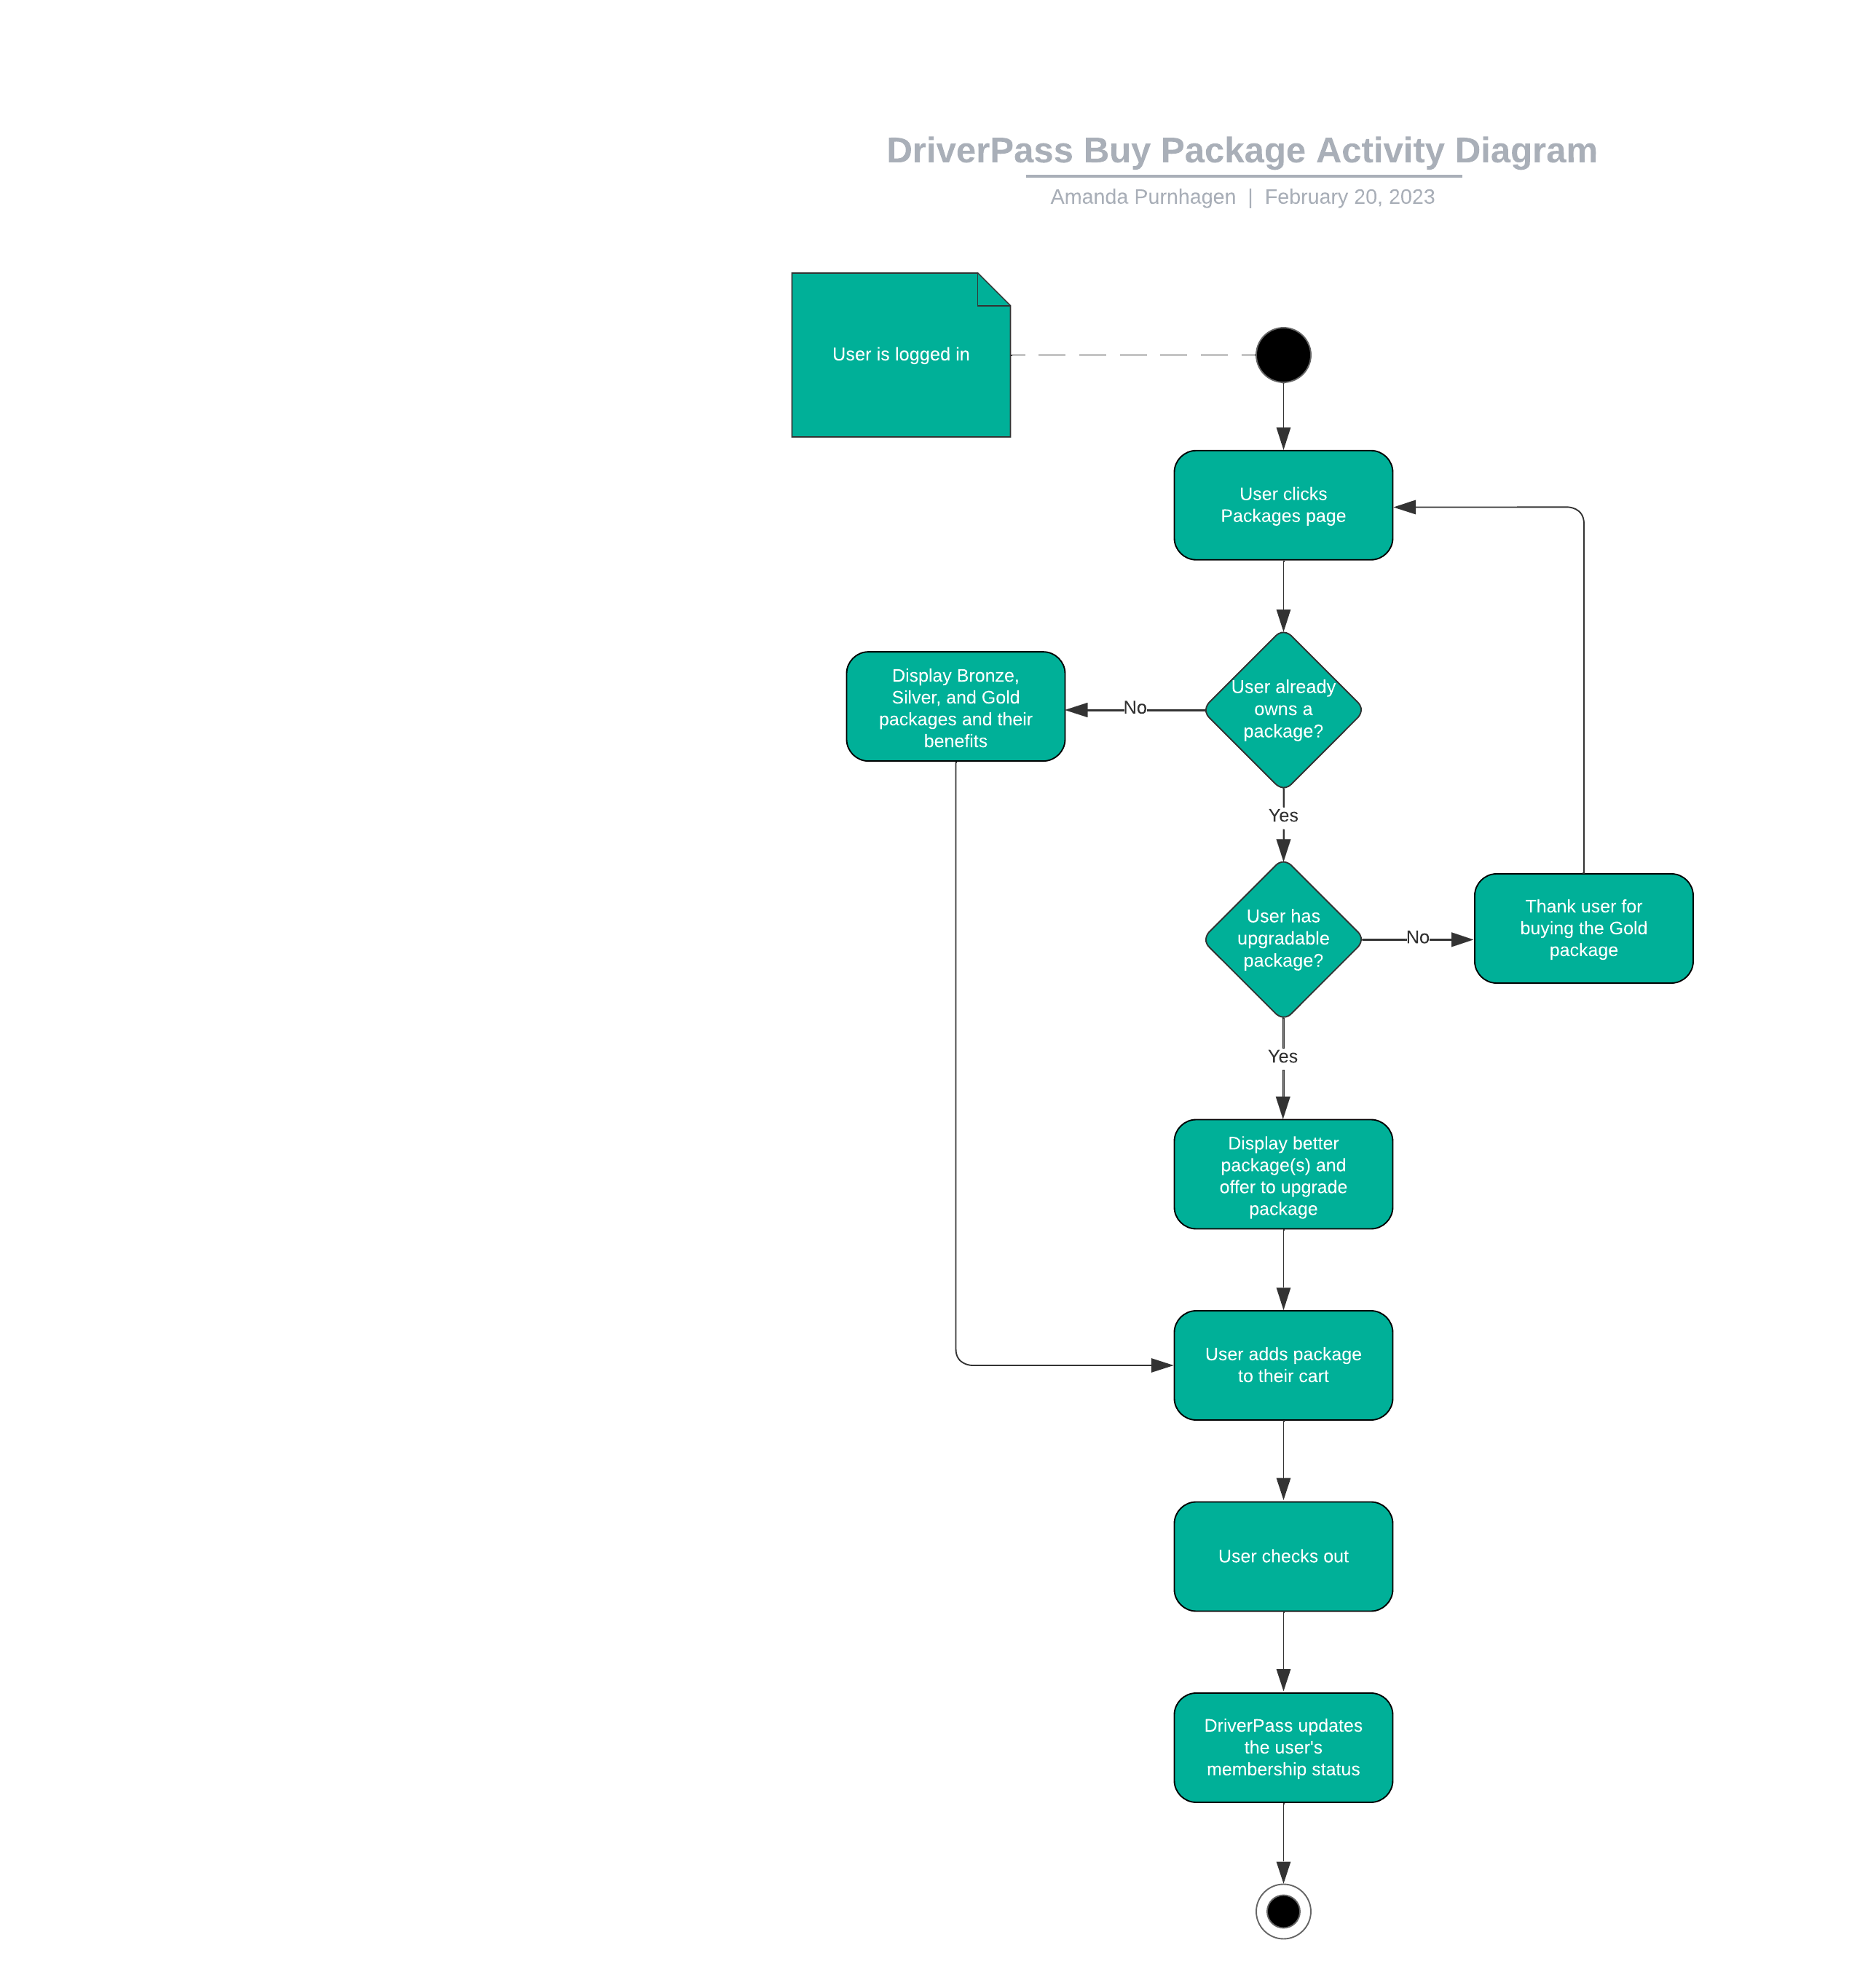 DriverPass Buy Package Activity Diagram
Amanda Purnhagen | February 20, 2023
User is logged in
User clicks
Packages page
User already
owns a
package?
No
Display Bronze,
Silver, and Gold
packages and their
benefits
Yes
User has
upgradable
package?
No
Thank user for
buying the Gold
package
Yes
Display better
package(s) and
offer to upgrade
package
User adds package
to their cart
User checks out
DriverPass updates
the user's
membership status